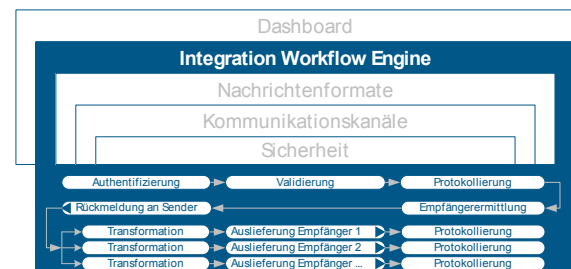 Dashboard
Integration Workflow Engine
Nachrichtenformate
Kommunikationskanäle
Sicherheit
Authentifizierung Validierung Protokollierung
Rückmeldung an Sender Empfängerermittlung
Transformation Auslieferung Empfänger 1 Protokollierung
Transformation Auslieferung Empfänger 2 Protokollierung
Transformation Auslieferung Empfänger ... Protokollierung